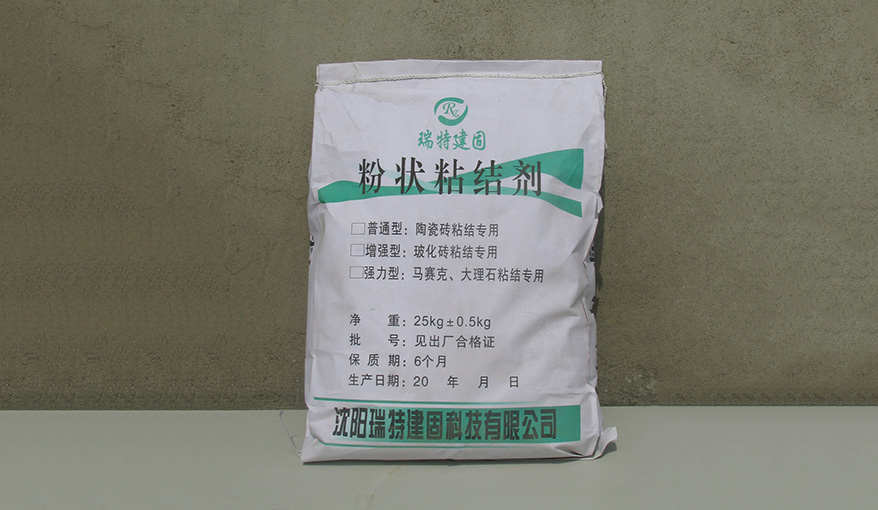 R
瑞特建固
粉状粘结剂
□普通型：陶瓷砖粘结专用
□增强型：玻化砖粘结专用
□强力型：马赛克、大理石粘结专用
净 重：25kg±0.5kg
批 号：见出厂合格证
保 质 期：6个月
生产日期：20 年 月 日
沈阳瑞特建固科技有限公司